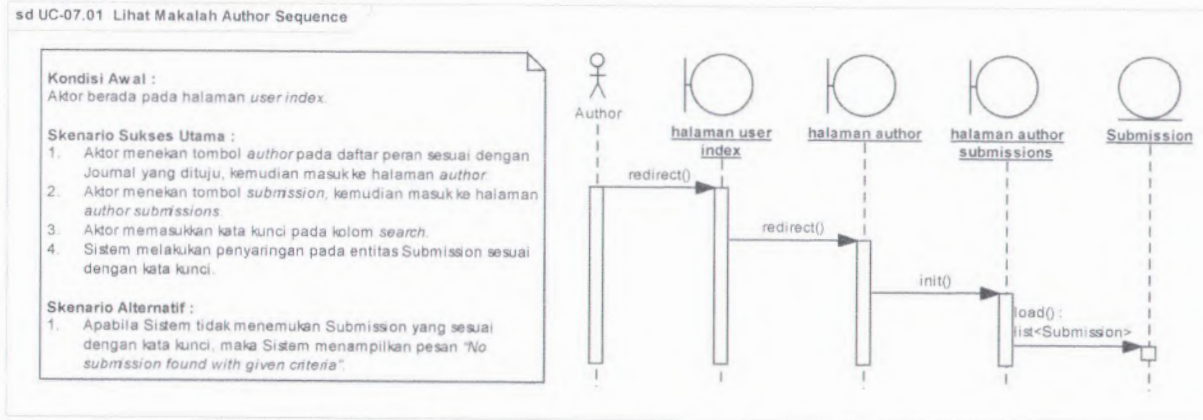 sd UC-07.01 Lihat Makalah Author Sequence
Kondisi Awal :
Aktor berada pada halaman user index.
Skenario Sukses Utama :
1. Aktor menekan tombol author pada daftar peran sesuai dengan
Journal yang dituju, kemudian masuk ke halaman author.
2. Aktor menekan tombol submission, kemudian masuk ke halaman
author submissions.
3. Aktor memasukkan kata kunci pada kolom search.
4. Sistem melakukan penyaringan pada entitas Submission sesuai
dengan kata kunci.
Skenario Alternatif :
1. Apabila Sistem tidak menemukan Submission yang sesuai
dengan kata kunci, maka Sistem menampilkan pesan "No
submission found with given criteria".
Author
halaman user
index
halaman author
halaman author
submissions
Submission
redirect()
redirect()
init()
load() :
list<Submission>